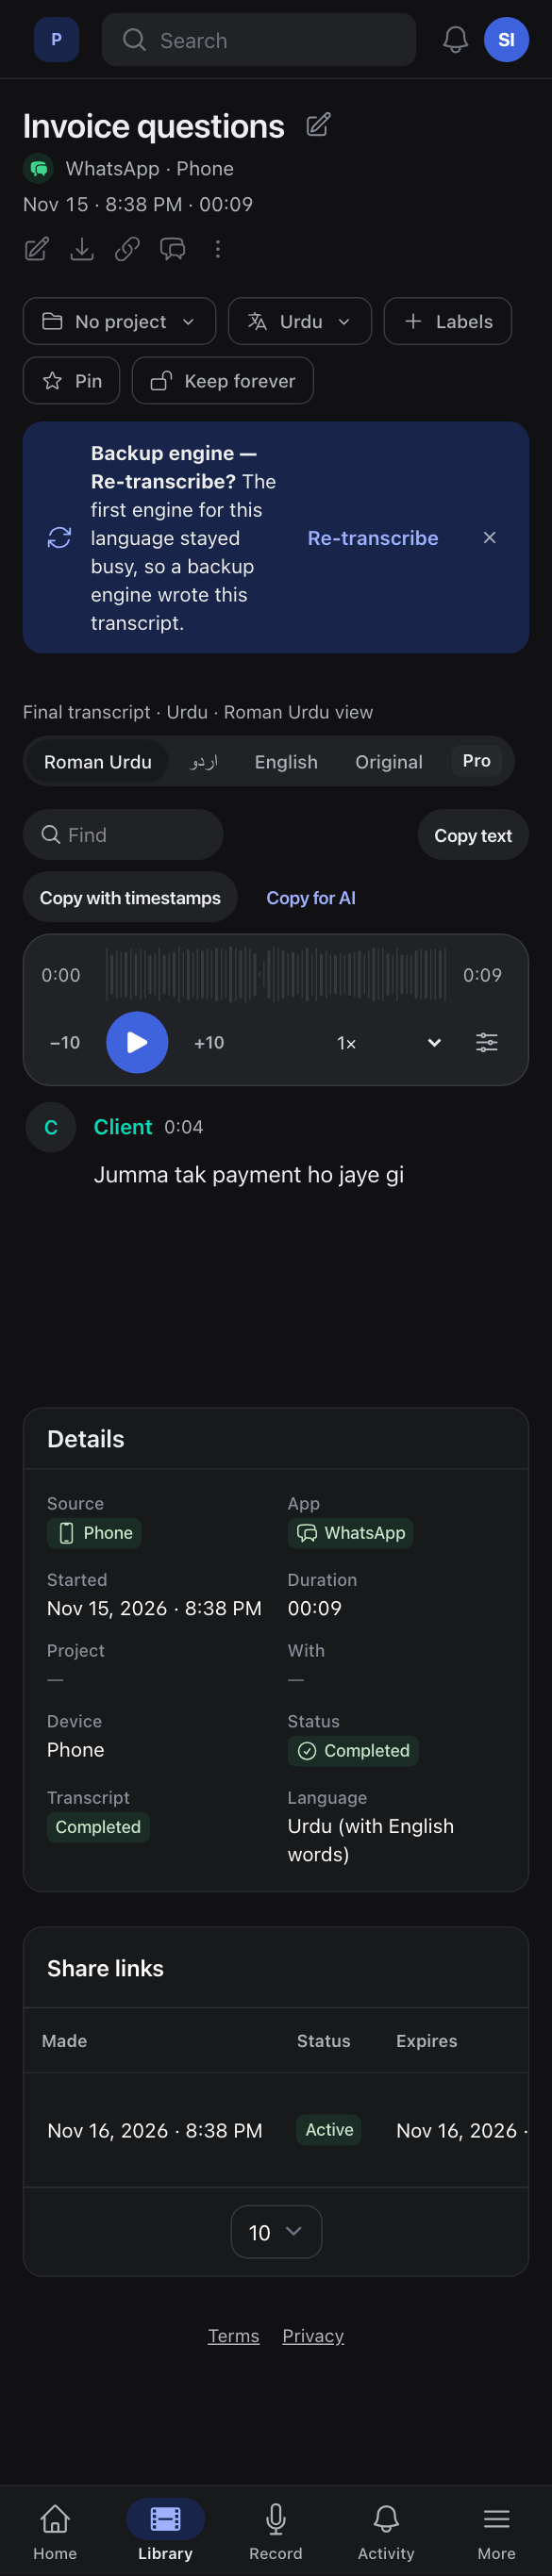 P
Search
SI
Invoice questions
WhatsApp · Phone
Nov 15 · 8:38 PM · 00:09
No project
Urdu
Labels
Pin
Keep forever
Backup engine —
Re-transcribe? The
first engine for this
language stayed
busy, so a backup
engine wrote this
transcript.
Re-transcribe
Final transcript · Urdu · Roman Urdu view
Roman Urdu
اردو
English
Original
Pro
Find
Copy text
Copy with timestamps
Copy for AI
0:00
0:09
−10
+10
1×
C
Client 0:04
Jumma tak payment ho jaye gi
Details
Source
App
Phone
WhatsApp
Started
Duration
Nov 15, 2026 · 8:38 PM
00:09
Project
With
—
—
Device
Status
Phone
Completed
Transcript
Language
Completed
Urdu (with English
words)
Share links
Made
Status
Expires
Nov 16, 2026 · 8:38 PM
Active
Nov 16, 2026 ·
10
Terms
Privacy
Home
Library
Record
Activity
More